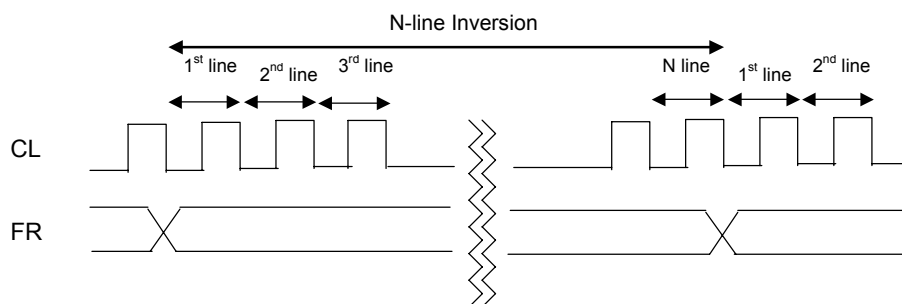 N-line Inversion
1st line 2nd line 3rd line N line 1st line 2nd line
CL
FR